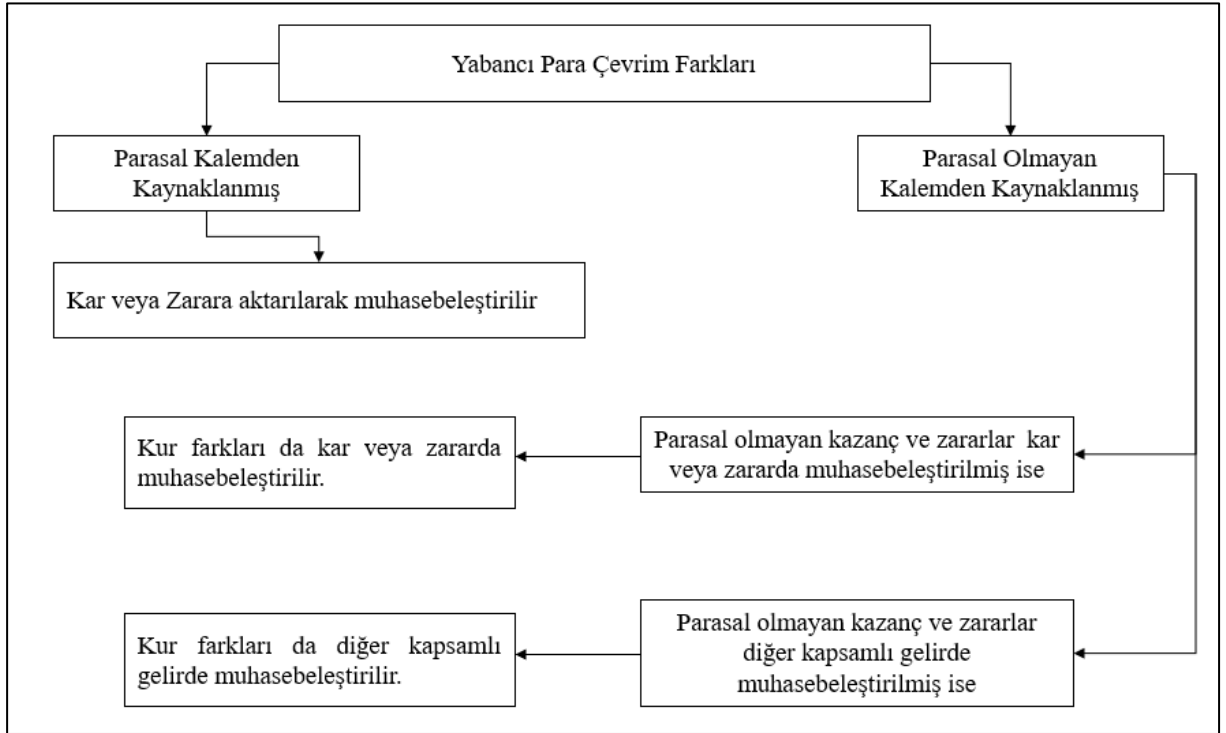 Yabancı Para Çevrim Farkları
Parasal Kalemden
Kaynaklanmış
Parasal Olmayan
Kalemden Kaynaklanmış
Kar veya Zarara aktarılarak muhasebeleştirilir
Kur farkları da kar veya zararda
muhasebeleştirilir.
Parasal olmayan kazanç ve zararlar kar
veya zararda muhasebeleştirilmiş ise
Kur farkları da diğer kapsamlı
gelirde muhasebeleştirilir.
Parasal olmayan kazanç ve zararlar
diğer kapsamlı gelirde
muhasebeleştirilmiş ise